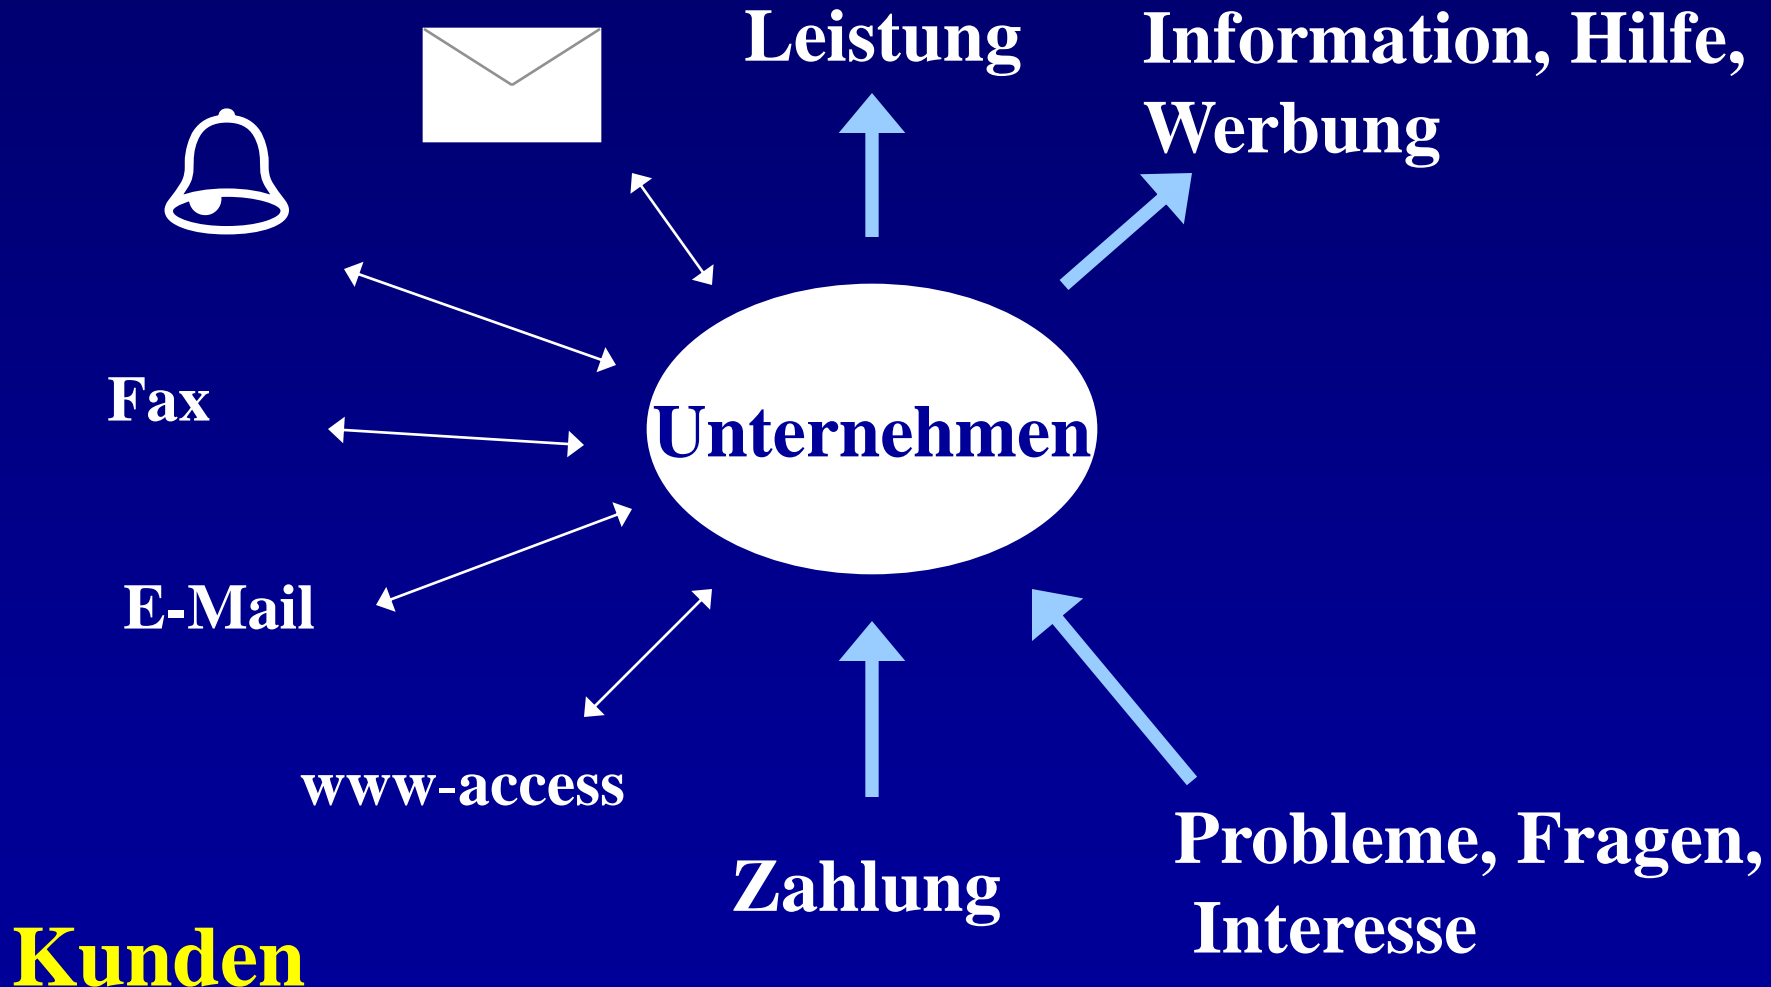 Leistung
Information, Hilfe,
Werbung
Fax
Unternehmen
E-Mail
www-access
Zahlung
Probleme, Fragen,
Interesse
Kunden